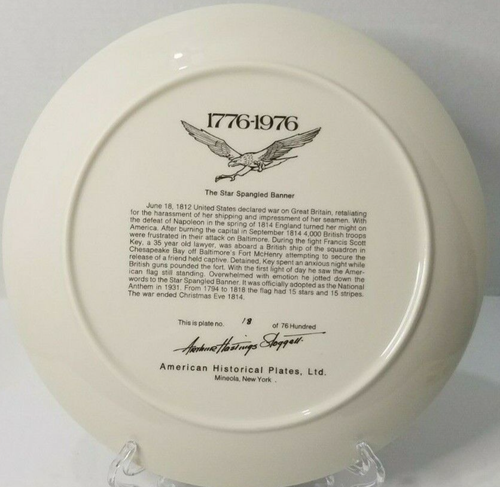 1776-1976
The Star Spangled Banner
June 18, 1812 United States declared war on Great Britain, retaliating
for the harassment of her shipping and impressment of her seamen. With
the defeat of Napoleon in the spring of 1814 England turned her might on
America. After burning the capital in September 1814 4,000 British troops
were frustrated in their attack on Baltimore. During the fight Francis Scott
Key, a 35 year old lawyer, was aboard a British ship of the squadron in
Chesapeake Bay off Baltimore's Fort McHenry attempting to secure the
release of a friend held captive. Detained, Key spent an anxious night while
British guns pounded the fort. With the first light of day he saw the Amer-
ican flag still standing. Overwhelmed with emotion he jotted down the
words to the Star Spangled Banner. It was officially adopted as the National
Anthem in 1931. From 1794 to 1818 the flag had 15 stars and 15 stripes.
The war ended Christmas Eve 1814.
This is plate no. 18 of 76 Hundred
Hastings
American Historical Plates, Ltd.
Mineola, New York